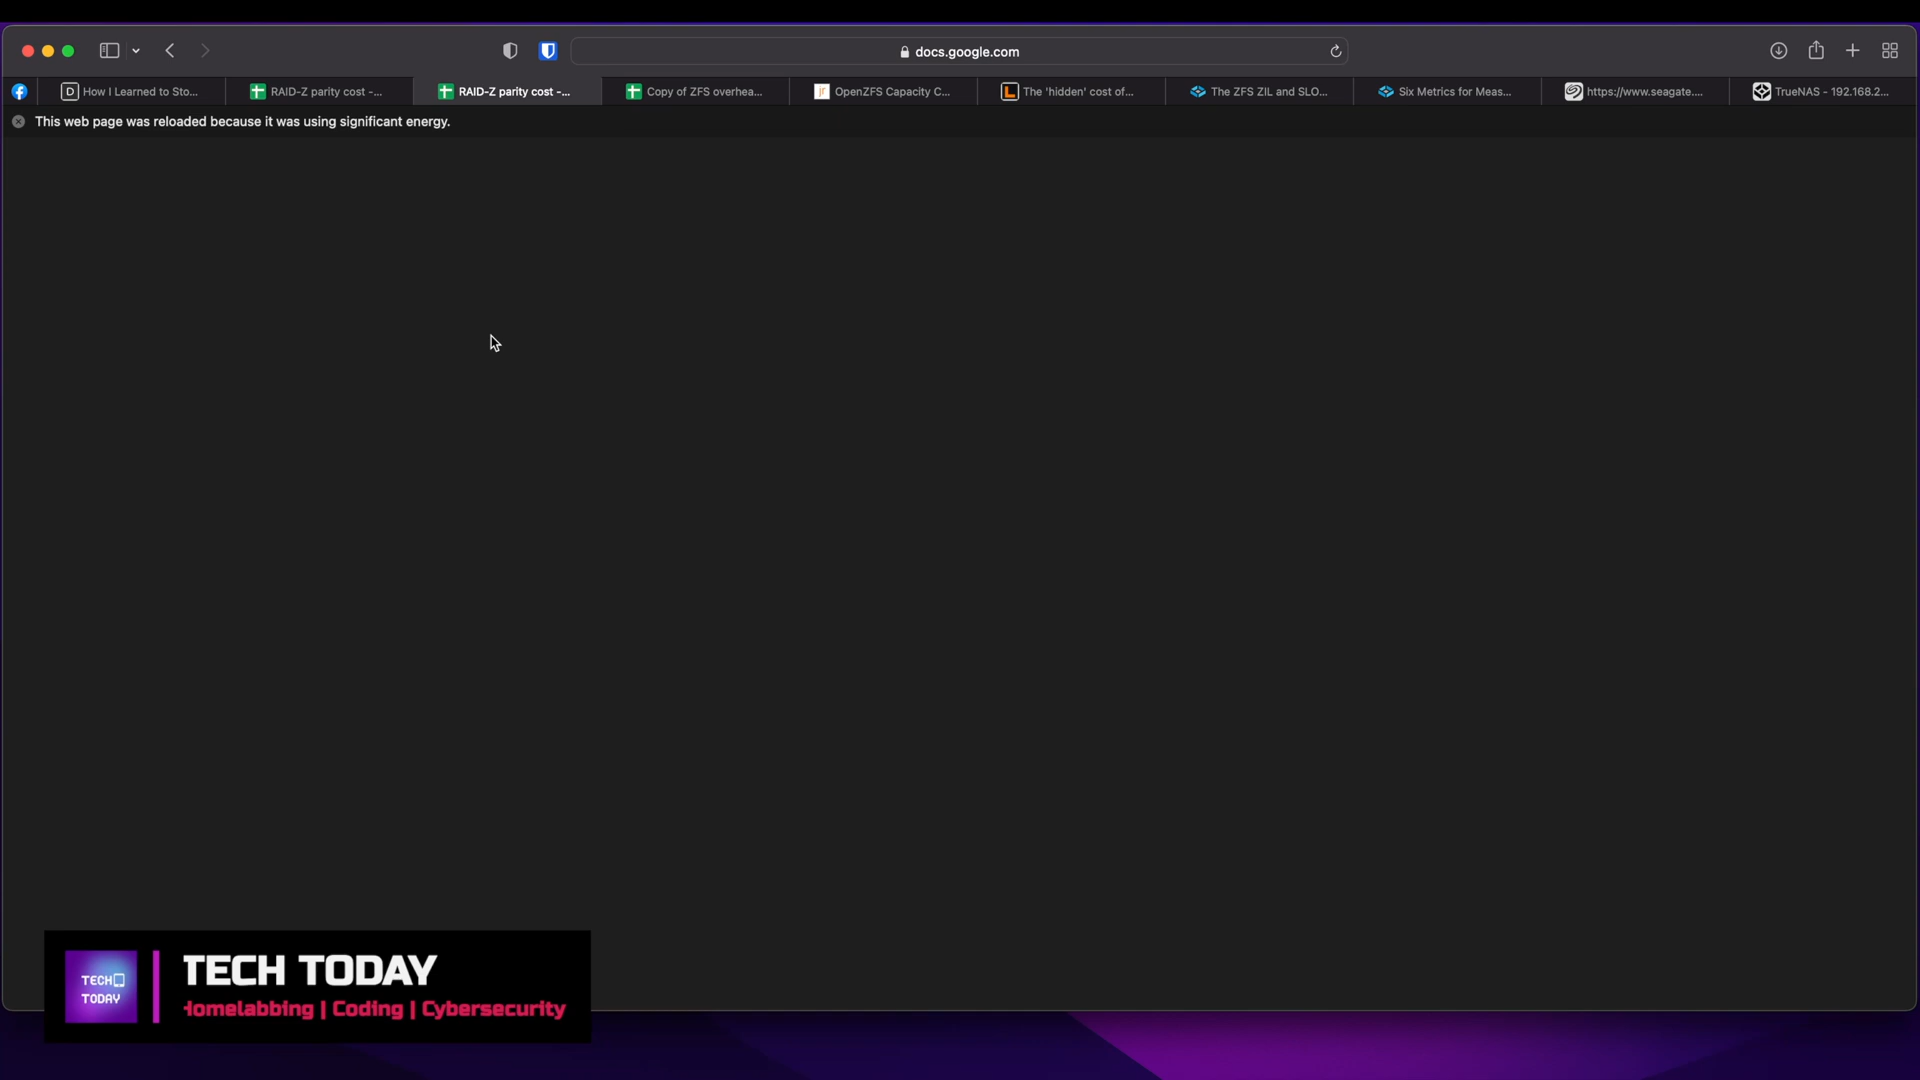 docs.google.com
D How I Learned to Sto...
RAID-Z parity cost -...
RAID-Z parity cost -...
Copy of ZFS overhea...
jr OpenZFS Capacity C...
L The 'hidden' cost of...
The ZFS ZIL and SLO...
Six Metrics for Meas...
https://www.seagate....
TrueNAS - 192.168.2...
This web page was reloaded because it was using significant energy.
TECH
TODAY
TECH TODAY
Homelabbing | Coding | Cybersecurity